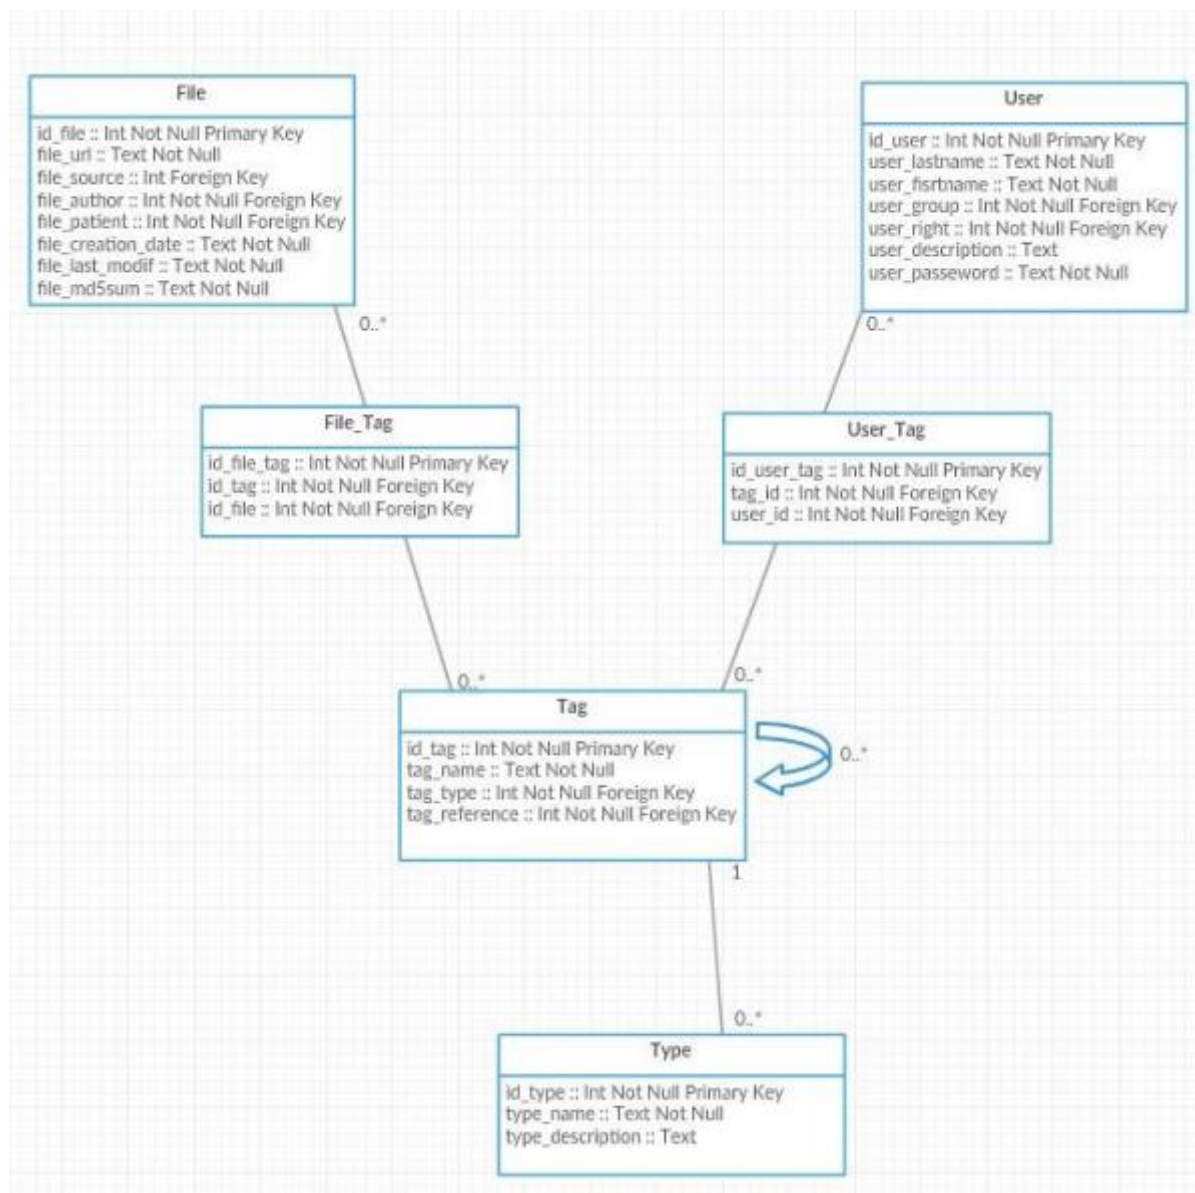 File
id_file :: Int Not Null Primary Key
file_url :: Text Not Null
file_source :: Int Foreign Key
file_author :: Int Not Null Foreign Key
file_patient :: Int Not Null Foreign Key
file_creation_date :: Text Not Null
file_last_modif :: Text Not Null
file_md5sum :: Text Not Null
0..*
User
id_user :: Int Not Null Primary Key
user_lastname :: Text Not Null
user_fisrtname :: Text Not Null
user_group :: Int Not Null Foreign Key
user_right :: Int Not Null Foreign Key
user_description :: Text
user_passeword :: Text Not Null
0..*
File_Tag
id_file_tag :: Int Not Null Primary Key
id_tag :: Int Not Null Foreign Key
id_file :: Int Not Null Foreign Key
0..*
User_Tag
id_user_tag :: Int Not Null Primary Key
tag_id :: Int Not Null Foreign Key
user_id :: Int Not Null Foreign Key
0..*
Tag
id_tag :: Int Not Null Primary Key
tag_name :: Text Not Null
tag_type :: Int Not Null Foreign Key
tag_reference :: Int Not Null Foreign Key
0..*
1
0..*
Type
id_type :: Int Not Null Primary Key
type_name :: Text Not Null
type_description :: Text